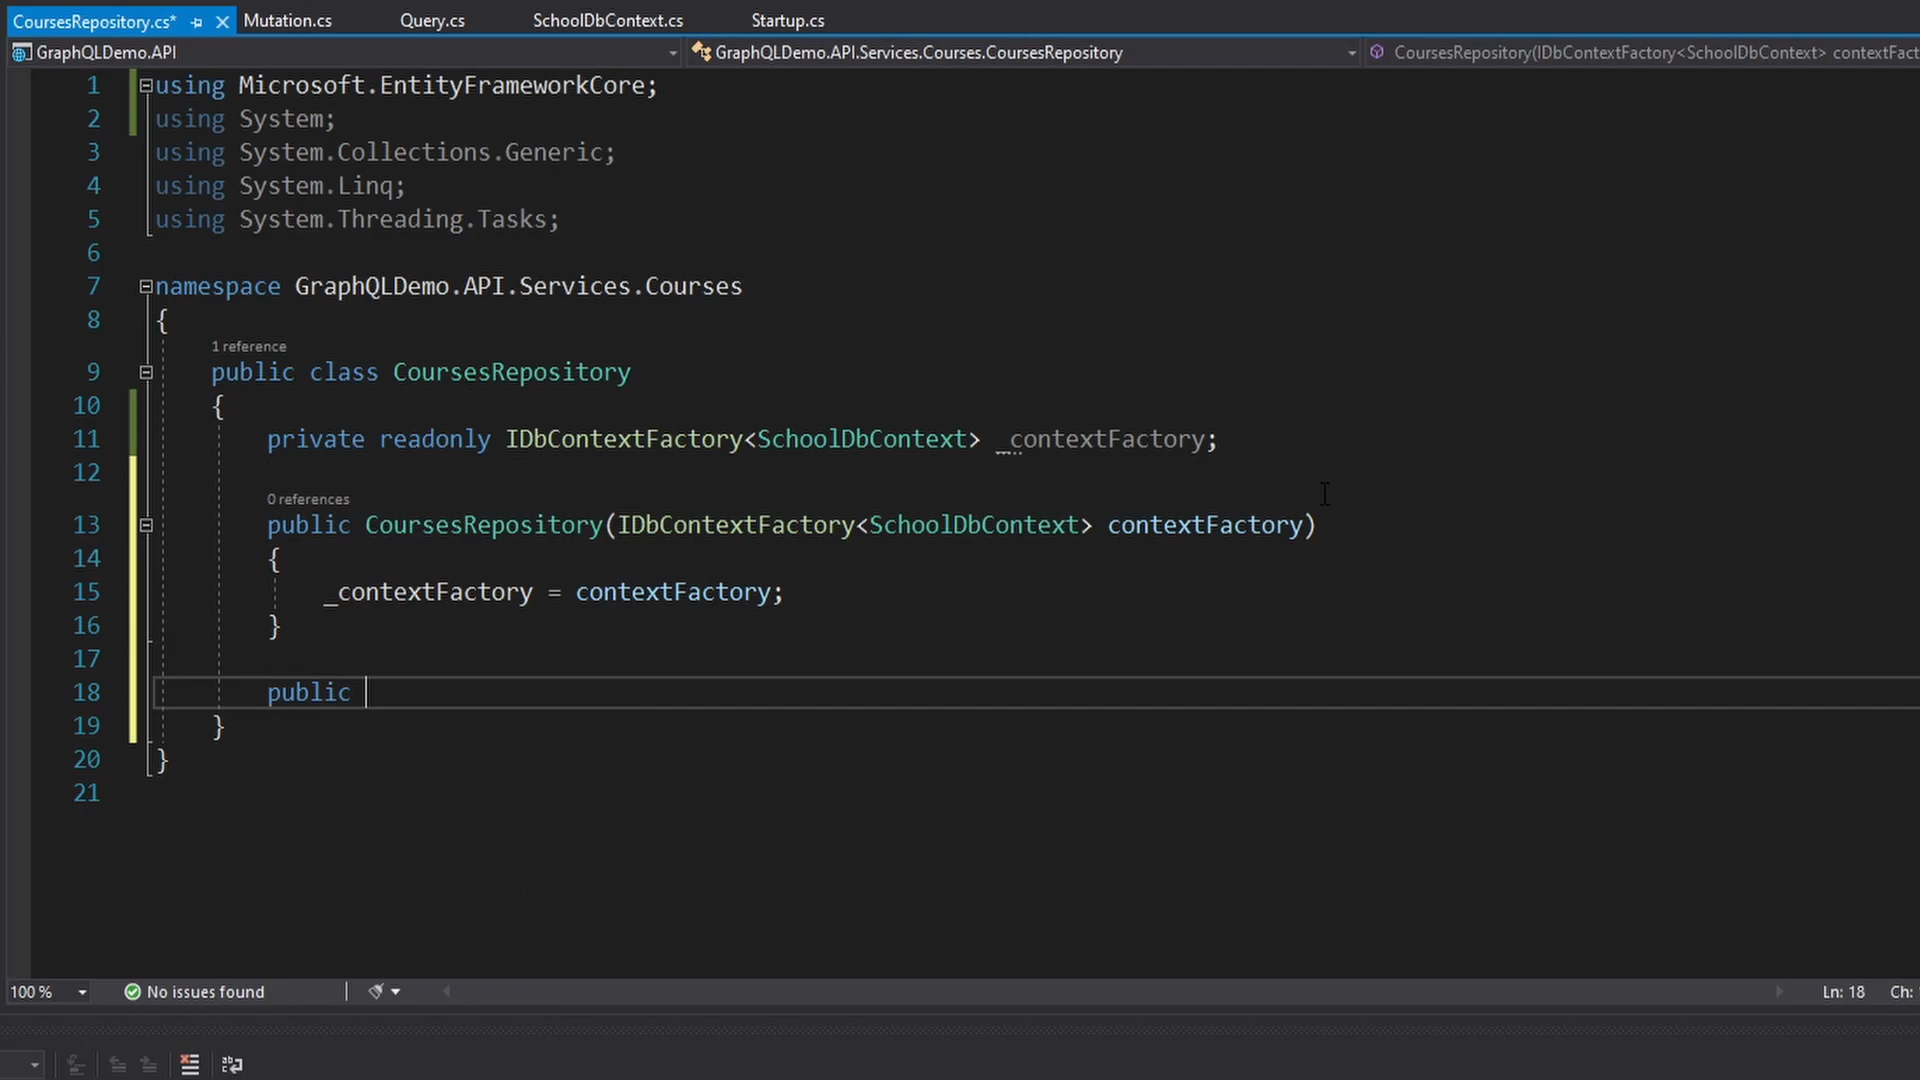 CoursesRepository.cs* Mutation.cs Query.cs SchoolDbContext.cs Startup.cs
GraphQLDemo.API GraphQLDemo.API.Services.Courses.CoursesRepository CoursesRepository(IDbContextFactory<SchoolDbContext> contextFact
1 using Microsoft.EntityFrameworkCore;
2 using System;
3 using System.Collections.Generic;
4 using System.Linq;
5 using System.Threading.Tasks;
6
7 namespace GraphQLDemo.API.Services.Courses
8 {
1 reference
9 public class CoursesRepository
10 {
11 private readonly IDbContextFactory<SchoolDbContext> _contextFactory;
12
0 references
13 public CoursesRepository(IDbContextFactory<SchoolDbContext> contextFactory)
14 {
15 _contextFactory = contextFactory;
16 }
17
18 public
19 }
20 }
21
100 % No issues found Ln: 18 Ch: